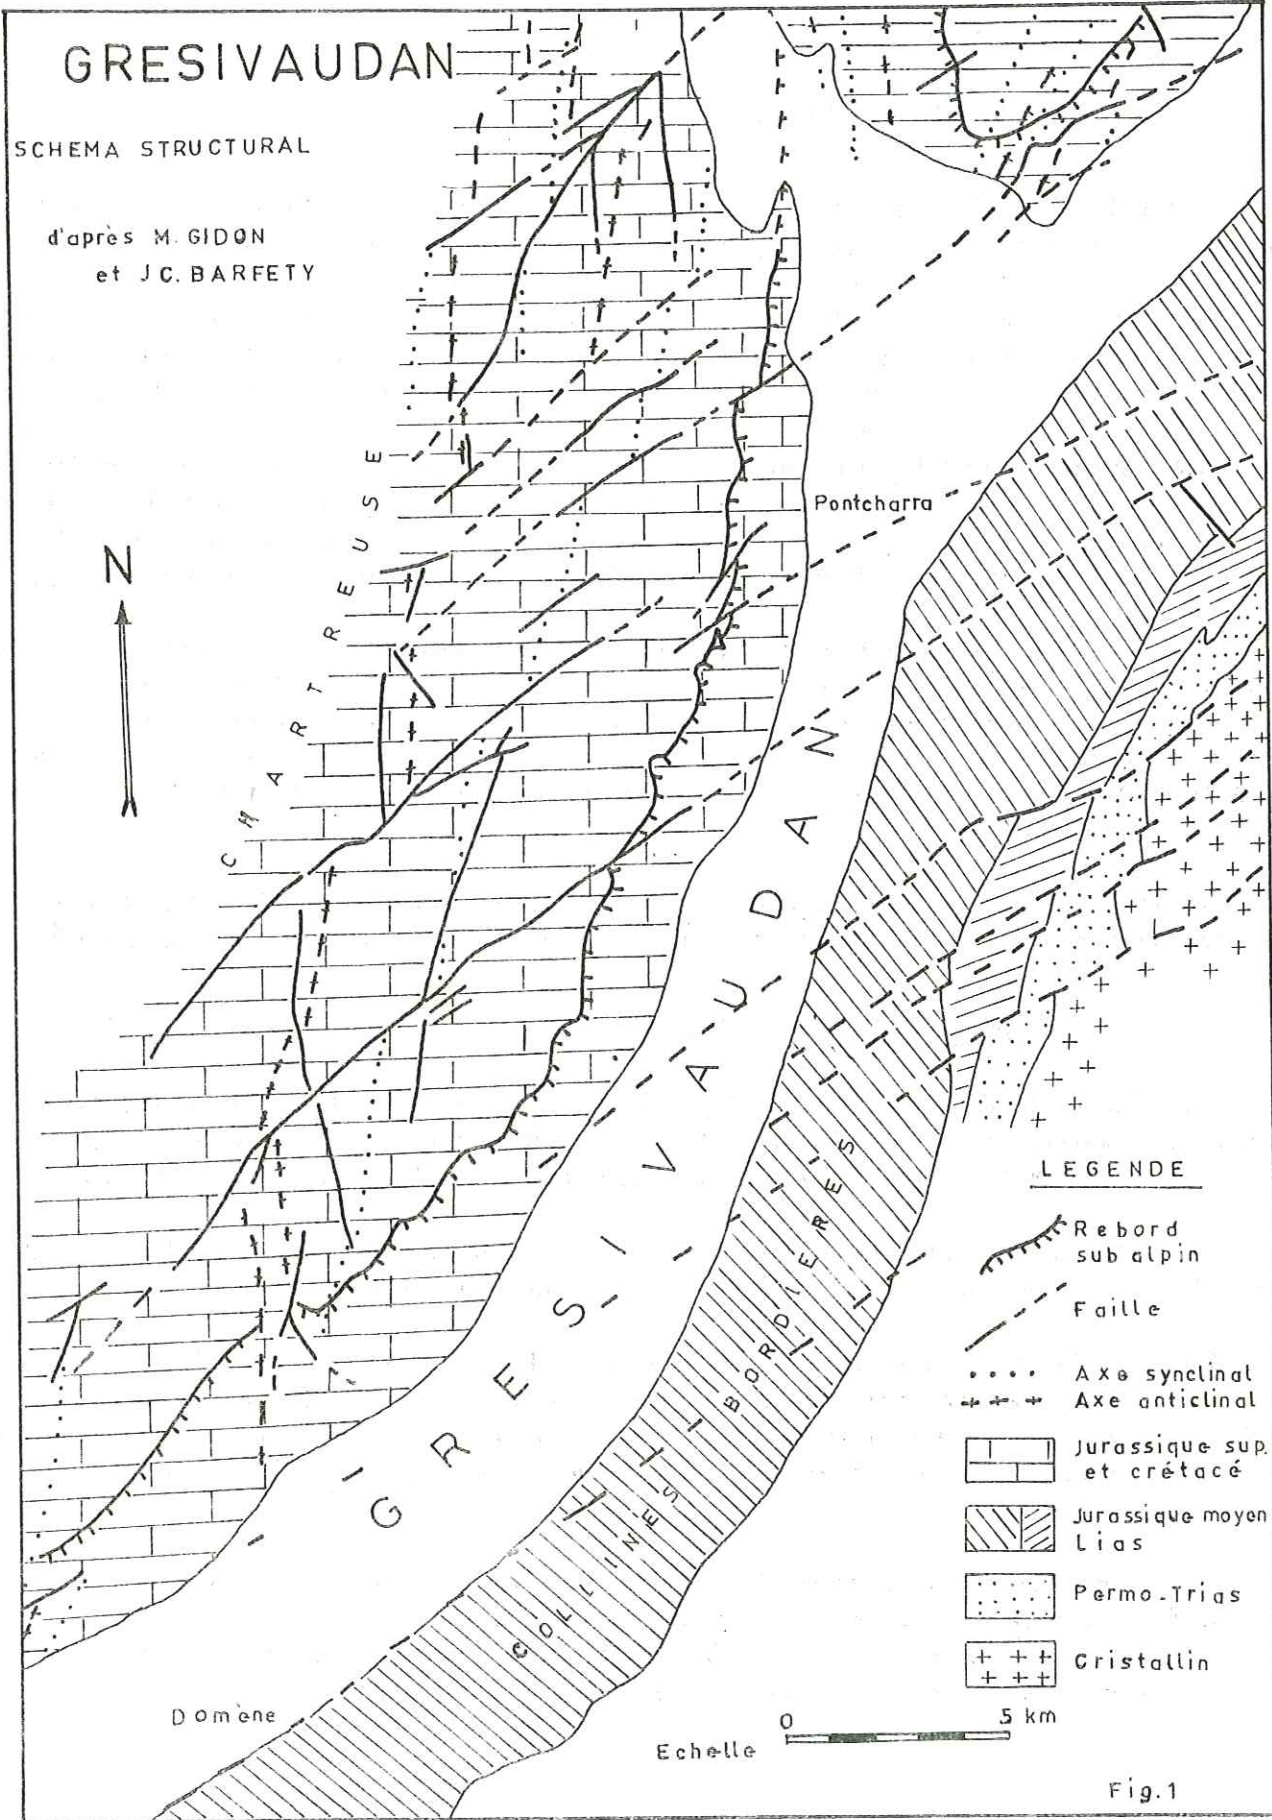 GRESIVAUDAN
SCHEMA STRUCTURAL
d'après M. GIDON
et J C. BARFETY
CHARTREUSE
N
Pontcharra
GRESIVAUDAN
COLLINES BORDIERES
Domène
LEGENDE
Rebord
sub alpin
Faille
Axe synclinal
Axe anticlinal
Jurassique sup.
et crétacé
Jurassique moyen
Lias
Permo-Trias
Cristallin
0 5 km
Echelle
Fig.1